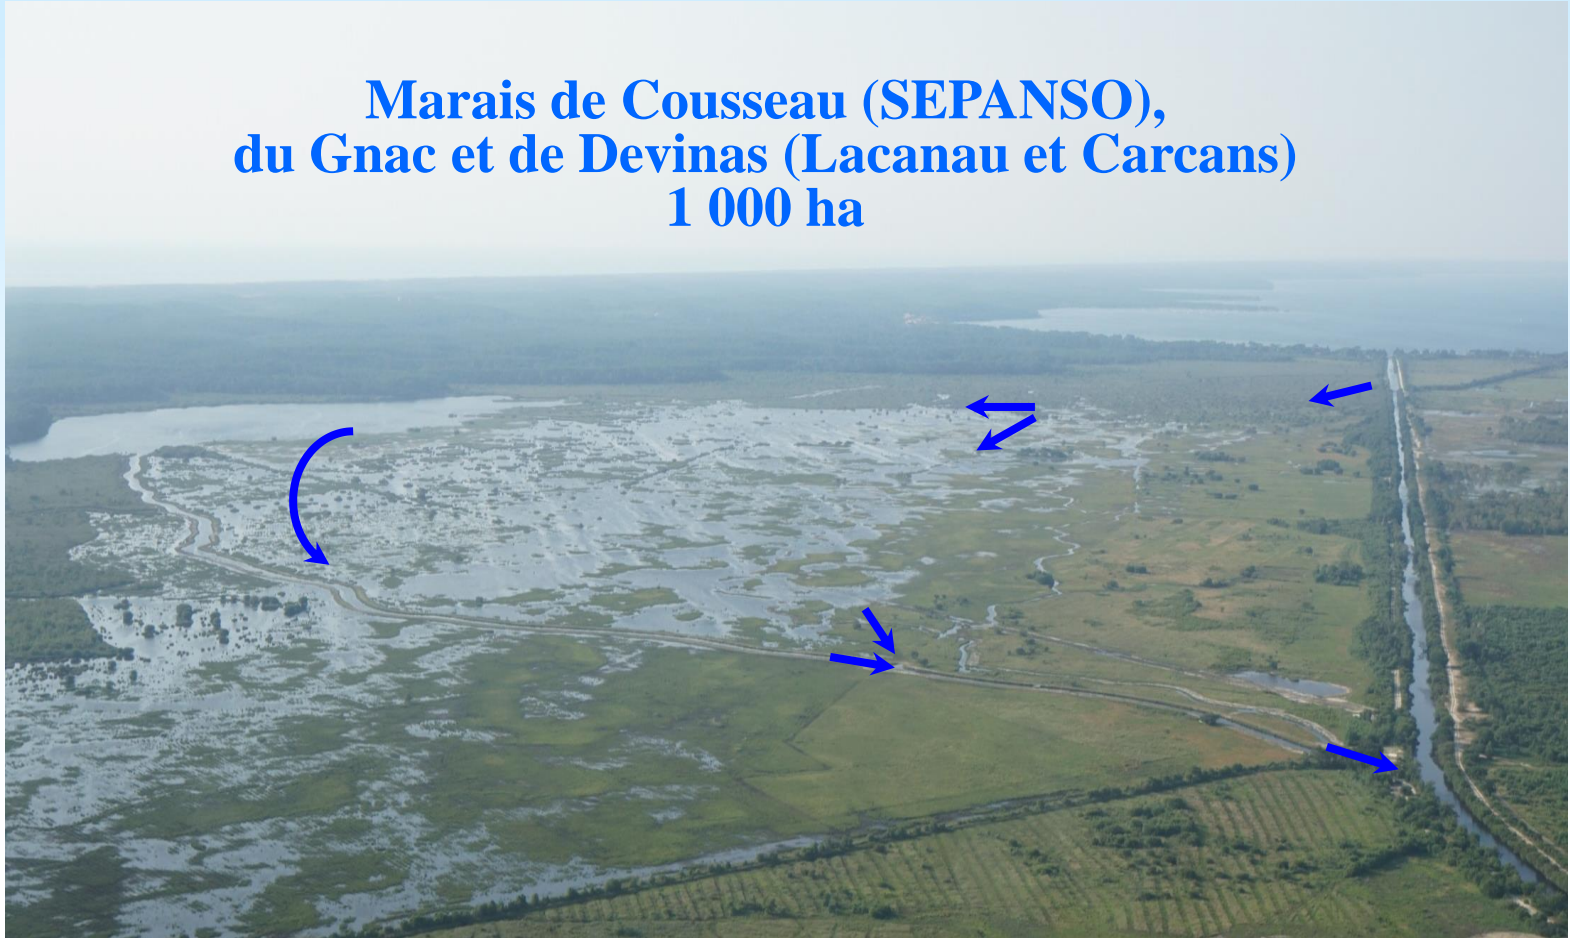 Marais de Cousseau (SEPANSO),
du Gnac et de Devinas (Lacanau et Carcans)
1 000 ha